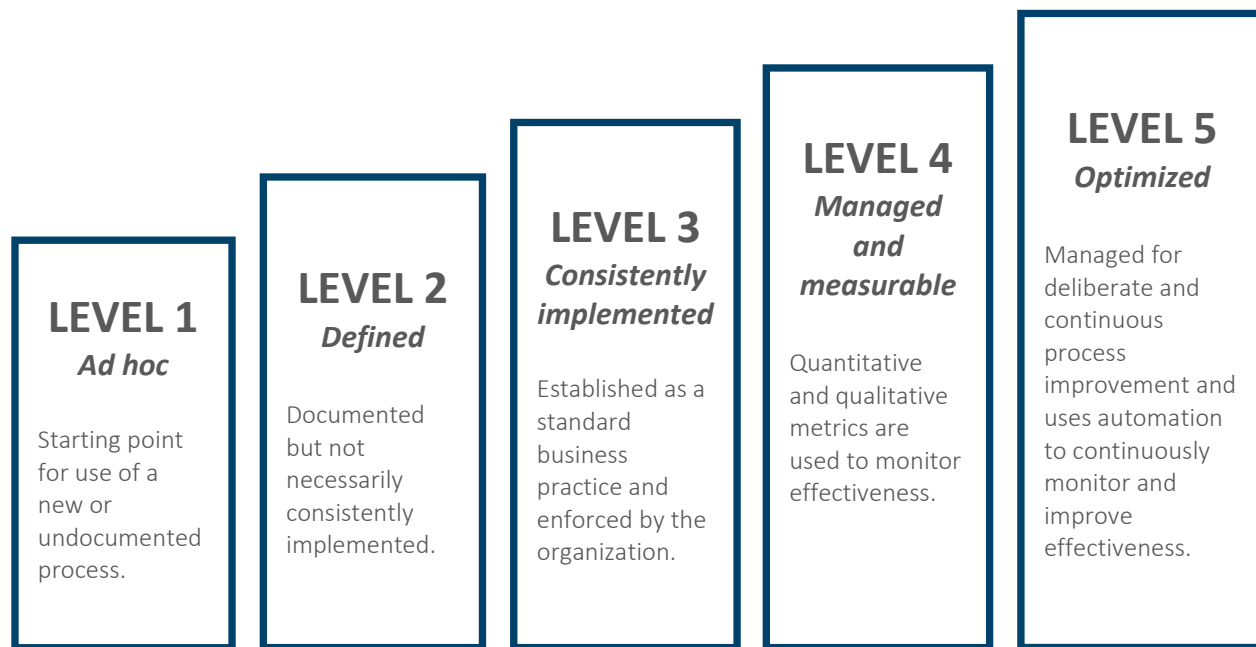 LEVEL 1
Ad hoc
Starting point
for use of a
new or
undocumented
process.
LEVEL 2
Defined
Documented
but not
necessarily
consistently
implemented.
LEVEL 3
Consistently
implemented
Established as a
standard
business
practice and
enforced by the
organization.
LEVEL 4
Managed
and
measurable
Quantitative
and qualitative
metrics are
used to monitor
effectiveness.
LEVEL 5
Optimized
Managed for
deliberate and
continuous
process
improvement and
uses automation
to continuously
monitor and
improve
effectiveness.